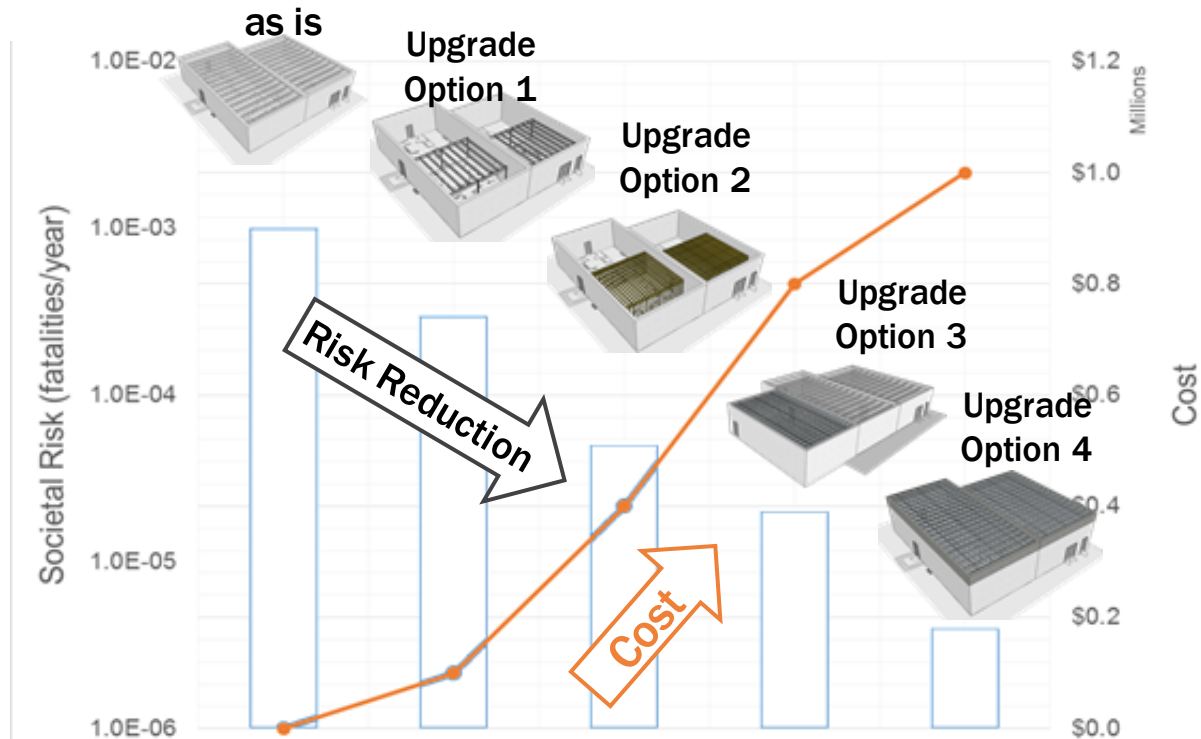 as is
Upgrade
Option 1
Upgrade
Option 2
Upgrade
Option 3
Upgrade
Option 4
Risk Reduction
Cost
Societal Risk (fatalities/year)
1.0E-02
1.0E-03
1.0E-04
1.0E-05
1.0E-06
$1.2
$1.0
$0.8
$0.6
$0.4
$0.2
$0.0
Millions
Cost